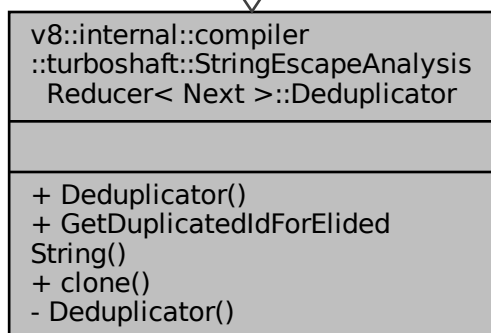 v8::internal::compiler
::turboshaft::StringEscapeAnalysis
Reducer< Next >::Deduplicator
+ Deduplicator()
+ GetDuplicatedIdForElided
String()
+ clone()
- Deduplicator()